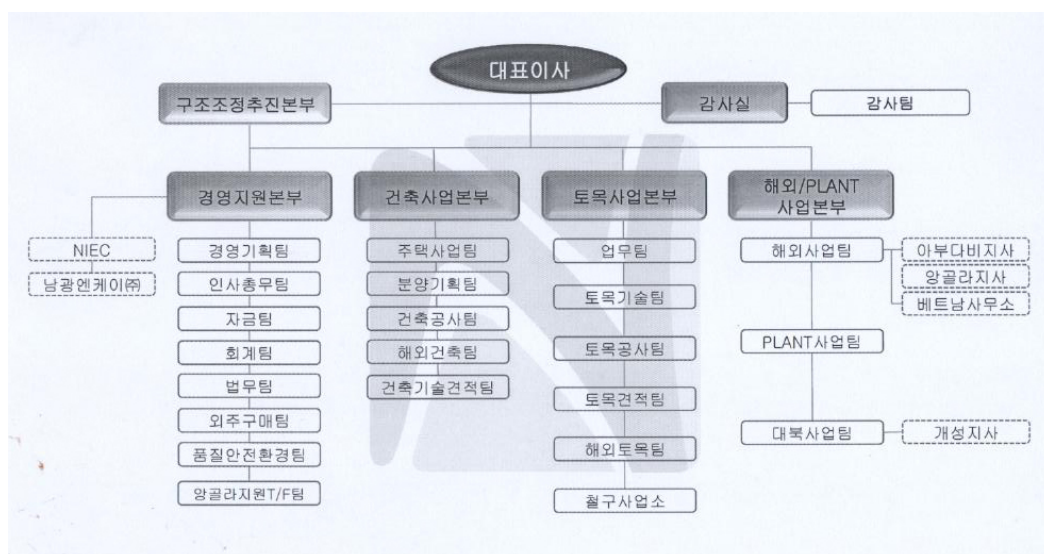 대표이사
구조조정추진본부
감사실
감사팀
경영지원본부
건축사업본부
토목사업본부
해외/PLANT
사업본부
NIEC
남광엔케이㈜
경영기획팀
인사총무팀
자금팀
회계팀
법무팀
외주구매팀
품질안전환경팀
앙골라지원T/F팀
주택사업팀
분양기획팀
건축공사팀
해외건축팀
건축기술견적팀
업무팀
토목기술팀
토목공사팀
토목견적팀
해외토목팀
철구사업소
해외사업팀
아부다비지사
앙골라지사
베트남사무소
PLANT사업팀
대북사업팀
개성지사